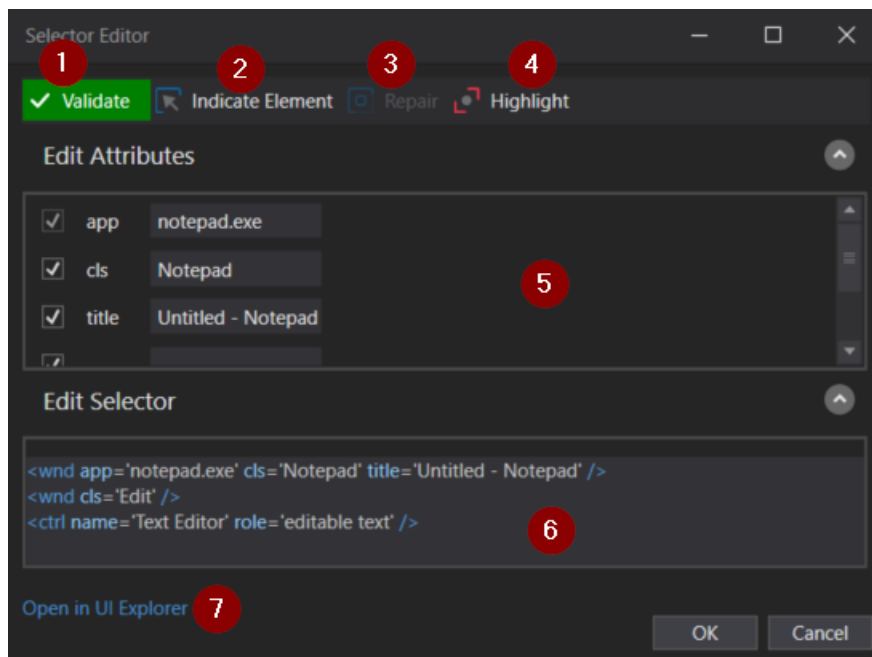 Selector Editor
1 2 3 4
Validate Indicate Element Repair Highlight
Edit Attributes
app notepad.exe
cls Notepad
5
title Untitled - Notepad
Edit Selector
<wnd app='notepad.exe' cls='Notepad' title='Untitled - Notepad' />
<wnd cls='Edit' />
<ctrl name='Text Editor' role='editable text' />
6
Open in UI Explorer 7
OK Cancel